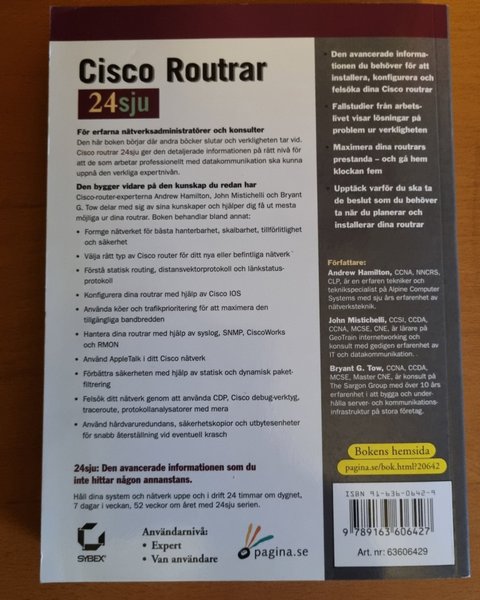 Cisco Routrar
24sju
För erfarna nätverksadministratörer och konsulter
Den här boken börjar där andra böcker slutar och verkligheten tar vid.
Cisco routrar 24sju ger den detaljerade informationen på rätt nivå för
att de som arbetar professionellt med datakommunikation ska kunna
uppnå den verkliga expertnivån.
Den bygger vidare på den kunskap du redan har
Cisco-router-experterna Andrew Hamilton, John Mistichelli och Bryant
G. Tow delar med sig av sina kunskaper och hjälper dig få ut mesta
möjliga ur dina routrar. Boken behandlar bland annat:
• Formge nätverket för bästa hanterbarhet, skalbarhet, tillförlitlighet
och säkerhet
• Välja rätt typ av Cisco router för ditt nya eller befintliga nätverk
• Förstå statisk routing, distansvektorprotokoll och länkstatus-
protokoll
• Konfigurera dina routrar med hjälp av Cisco IOS
• Använda köer och trafikprioritering för att maximera den
tillgängliga bandbredden
• Hantera dina routrar med hjälp av syslog, SNMP, CiscoWorks
och RMON
• Använd AppleTalk i ditt Cisco nätverk
• Förbättra säkerheten med hjälp av statisk och dynamisk paket-
filtrering
• Felsök ditt nätverk genom att använda CDP, Cisco debug-verktyg,
traceroute, protokollanalysatorer med mera
• Använd hårdvaruredundans, säkerhetskopior och utbytesenheter
för snabb återställning vid eventuell krasch
24sju: Den avancerade informationen som du
inte hittar någon annanstans.
Håll dina system och nätverk uppe och i drift 24 timmar om dygnet,
7 dagar i veckan, 52 veckor om året med 24sju serien.
SYBEX
Användarnivå:
• Expert
• Van användare
pagina.se
• Den avancerade informa-
tionen du behöver för att
installera, konfigurera och
felsöka dina Cisco routrar
• Fallstudier från arbets-
livet visar lösningar på
problem ur verkligheten
• Maximera dina routrars
prestanda – och gå hem
klockan fem
• Upptäck varför du ska ta
de beslut som du behöver
ta när du planerar och
installerar dina routrar
Författare:
Andrew Hamilton, CCNA, NNCRS,
CLP, är en erfaren tekniker och
teknikspecialist på Alpine Computer
Systems med sju års erfarenhet av
nätverksteknik.
John Mistichelli, CCSI, CCDA,
CCNA, MCSE, CNE, är lärare på
GeoTrain internetworking och
konsult med gedigen erfarenhet av
IT och datakommunikation.
Bryant G. Tow, CCNA, CCDA,
MCSE, Master CNE, är konsult på
The Sargon Group med över 10 års
erfarenhet i att bygga och under-
hålla server- och kommunikations-
infrastruktur på stora företag.
Bokens hemsida
pagina.se/bok.html?20642
ISBN 91-636-0642-9
9 789163 606427
Art. nr: 63606429